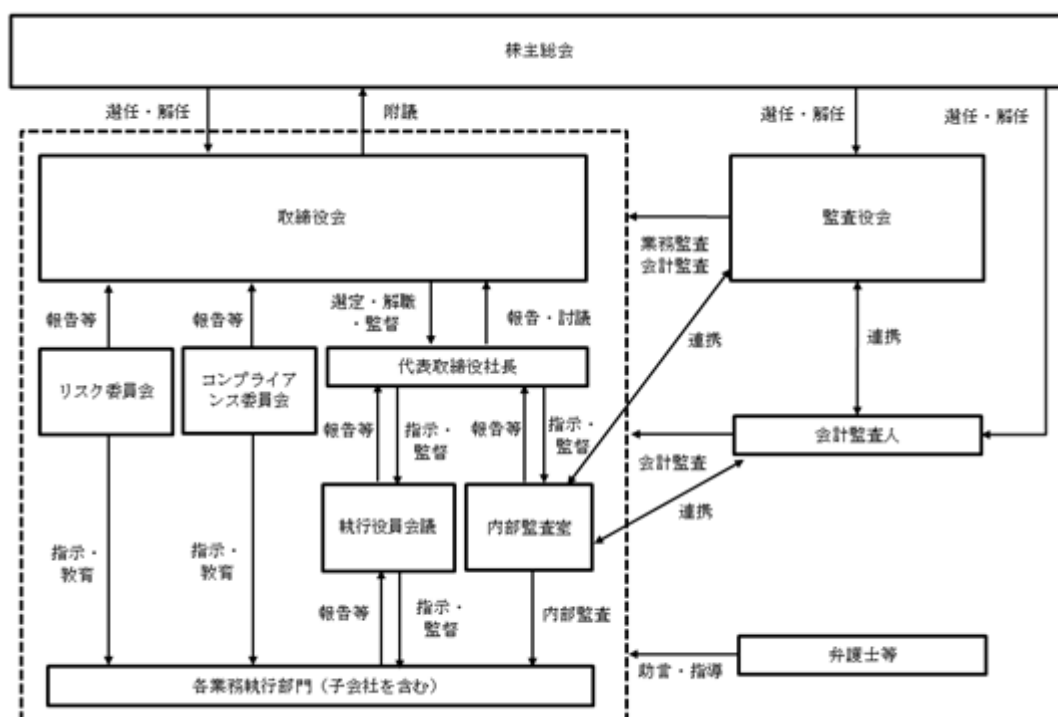 株主総会
選任・解任
附議
選任・解任
選任・解任
取締役会
監査役会
業務監査
会計監査
報告等
報告等
選定・解職
・監督
報告・討議
連携
連携
リスク委員会
コンプライア
ンス委員会
代表取締役社長
報告等
指示・
監督
報告等
指示・
監督
会計監査人
会計監査
連携
執行役員会議
内部監査室
指示・
教育
指示・
教育
報告等
指示・
監督
内部監査
弁護士等
助言・指導
各業務執行部門（子会社を含む）